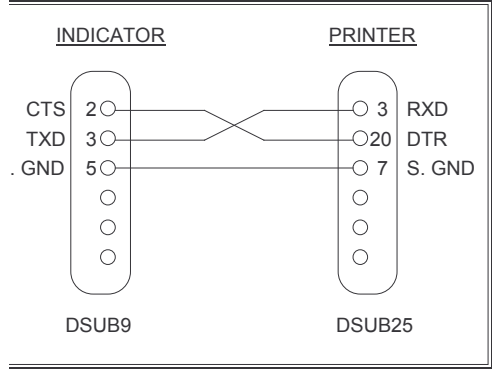 INDICATOR PRINTER
CTS 2 3 RXD
TXD 3 20 DTR
. GND 5 7 S. GND
DSUB9 DSUB25